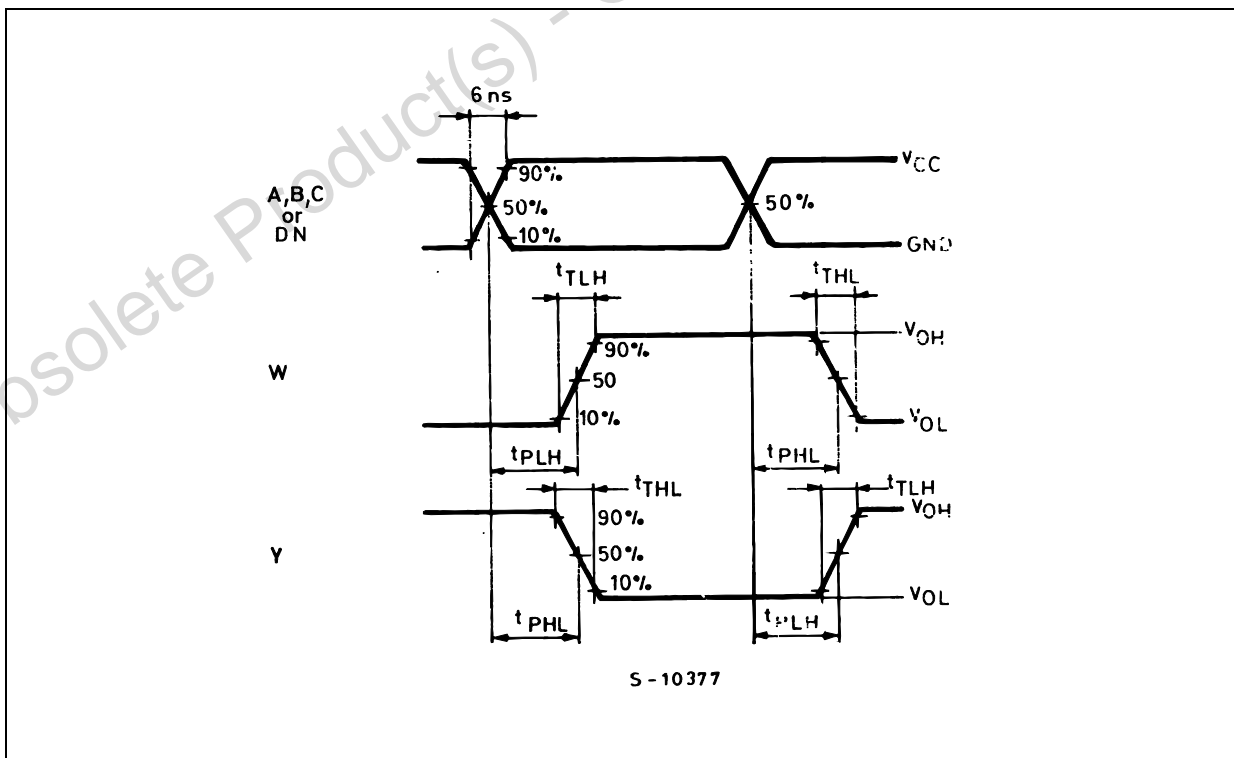 bsolete Product(s) -
6 ns
VCC
90%
A,B,C
or
DN
50%
50%
10%
GND
tTLH
tTHL
VOH
90%
W
50
10%
VOL
tPLH
tPHL
tTHL
tTLH
VOH
90%
Y
50%
10%
VOL
tPHL
tPLH
S-10377